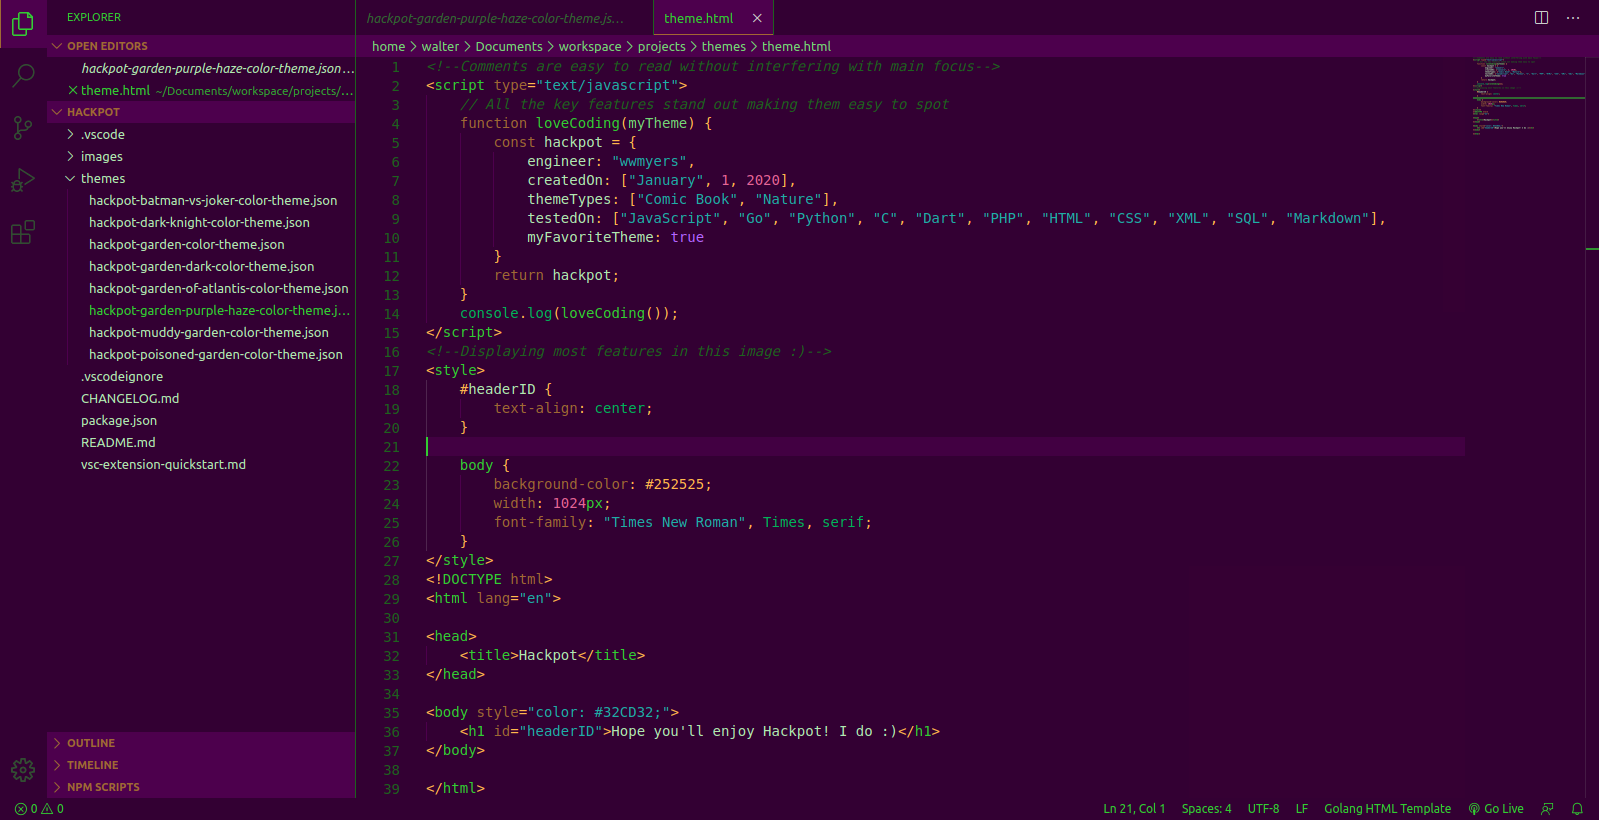 EXPLORER
OPEN EDITORS
hackpot-garden-purple-haze-color-theme.json...
theme.html ~/Documents/workspace/projects/...
HACKPOT
.vscode
images
themes
hackpot-batman-vs-joker-color-theme.json
hackpot-dark-knight-color-theme.json
hackpot-garden-color-theme.json
hackpot-garden-dark-color-theme.json
hackpot-garden-of-atlantis-color-theme.json
hackpot-garden-purple-haze-color-theme.j...
hackpot-muddy-garden-color-theme.json
hackpot-poisoned-garden-color-theme.json
.vscodeignore
CHANGELOG.md
package.json
README.md
vsc-extension-quickstart.md
OUTLINE
TIMELINE
NPM SCRIPTS
hackpot-garden-purple-haze-color-theme.js...
theme.html
home > walter > Documents > workspace > projects > themes > theme.html
1 <!--Comments are easy to read without interfering with main focus-->
2 <script type="text/javascript">
3     // All the key features stand out making them easy to spot
4     function loveCoding(myTheme) {
5         const hackpot = {
6             engineer: "wwmyers",
7             createdOn: ["January", 1, 2020],
8             themeTypes: ["Comic Book", "Nature"],
9             testedOn: ["JavaScript", "Go", "Python", "C", "Dart", "PHP", "HTML", "CSS", "XML", "SQL", "Markdown"],
10             myFavoriteTheme: true
11         }
12         return hackpot;
13     }
14     console.log(loveCoding());
15 </script>
16 <!--Displaying most features in this image :)-->
17 <style>
18     #headerID {
19         text-align: center;
20     }
21
22     body {
23         background-color: #252525;
24         width: 1024px;
25         font-family: "Times New Roman", Times, serif;
26     }
27 </style>
28 <!DOCTYPE html>
29 <html lang="en">
30
31 <head>
32     <title>Hackpot</title>
33 </head>
34
35 <body style="color: #32CD32;">
36     <h1 id="headerID">Hope you'll enjoy Hackpot! I do :)</h1>
37 </body>
38
39 </html>
0 0 Ln 21, Col 1 Spaces: 4 UTF-8 LF Golang HTML Template Go Live